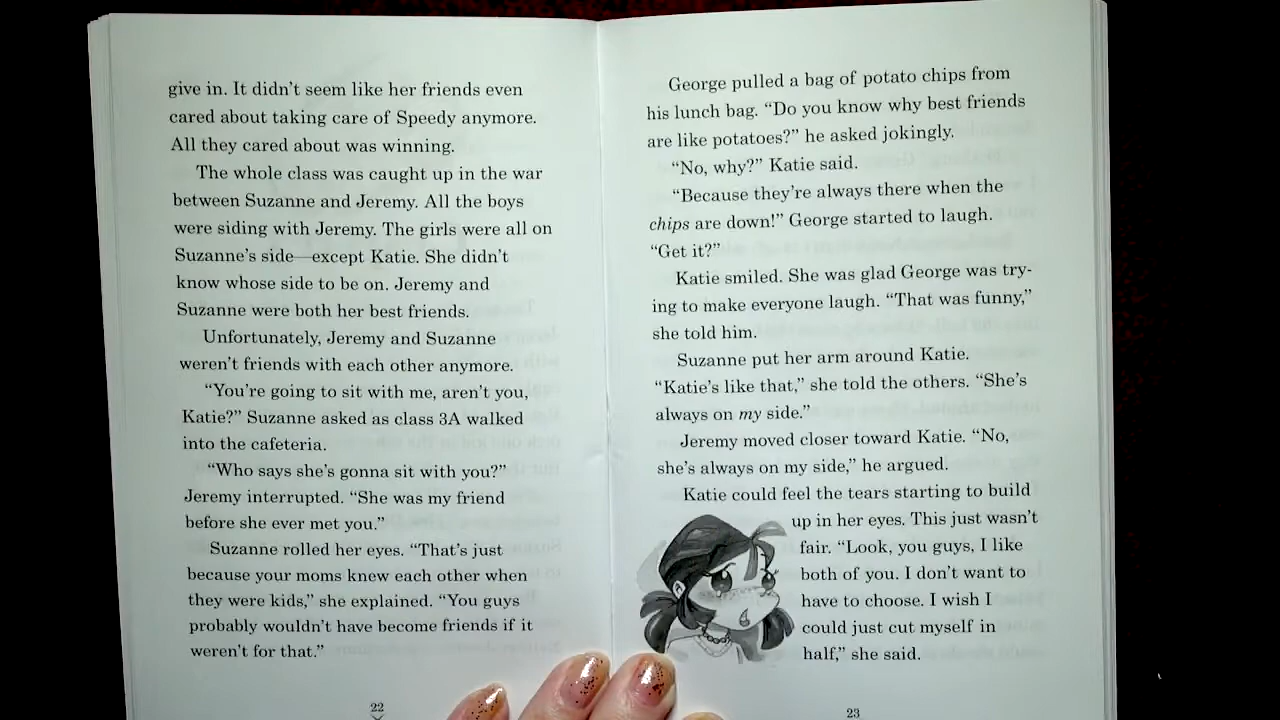 give in. It didn't seem like her friends even
cared about taking care of Speedy anymore.
All they cared about was winning.
The whole class was caught up in the war
between Suzanne and Jeremy. All the boys
were siding with Jeremy. The girls were all on
Suzanne's side—except Katie. She didn't
know whose side to be on. Jeremy and
Suzanne were both her best friends.
Unfortunately, Jeremy and Suzanne
weren't friends with each other anymore.
"You're going to sit with me, aren't you,
Katie?" Suzanne asked as class 3A walked
into the cafeteria.
"Who says she's gonna sit with you?"
Jeremy interrupted. "She was my friend
before she ever met you."
Suzanne rolled her eyes. "That's just
because your moms knew each other when
they were kids," she explained. "You guys
probably wouldn't have become friends if it
weren't for that."
22
George pulled a bag of potato chips from
his lunch bag. "Do you know why best friends
are like potatoes?" he asked jokingly.
"No, why?" Katie said.
"Because they're always there when the
chips are down!" George started to laugh.
"Get it?"
Katie smiled. She was glad George was try-
ing to make everyone laugh. "That was funny,"
she told him.
Suzanne put her arm around Katie.
"Katie's like that," she told the others. "She's
always on my side."
Jeremy moved closer toward Katie. "No,
she's always on my side," he argued.
Katie could feel the tears starting to build
up in her eyes. This just wasn't
fair. "Look, you guys, I like
both of you. I don't want to
have to choose. I wish I
could just cut myself in
half," she said.
23